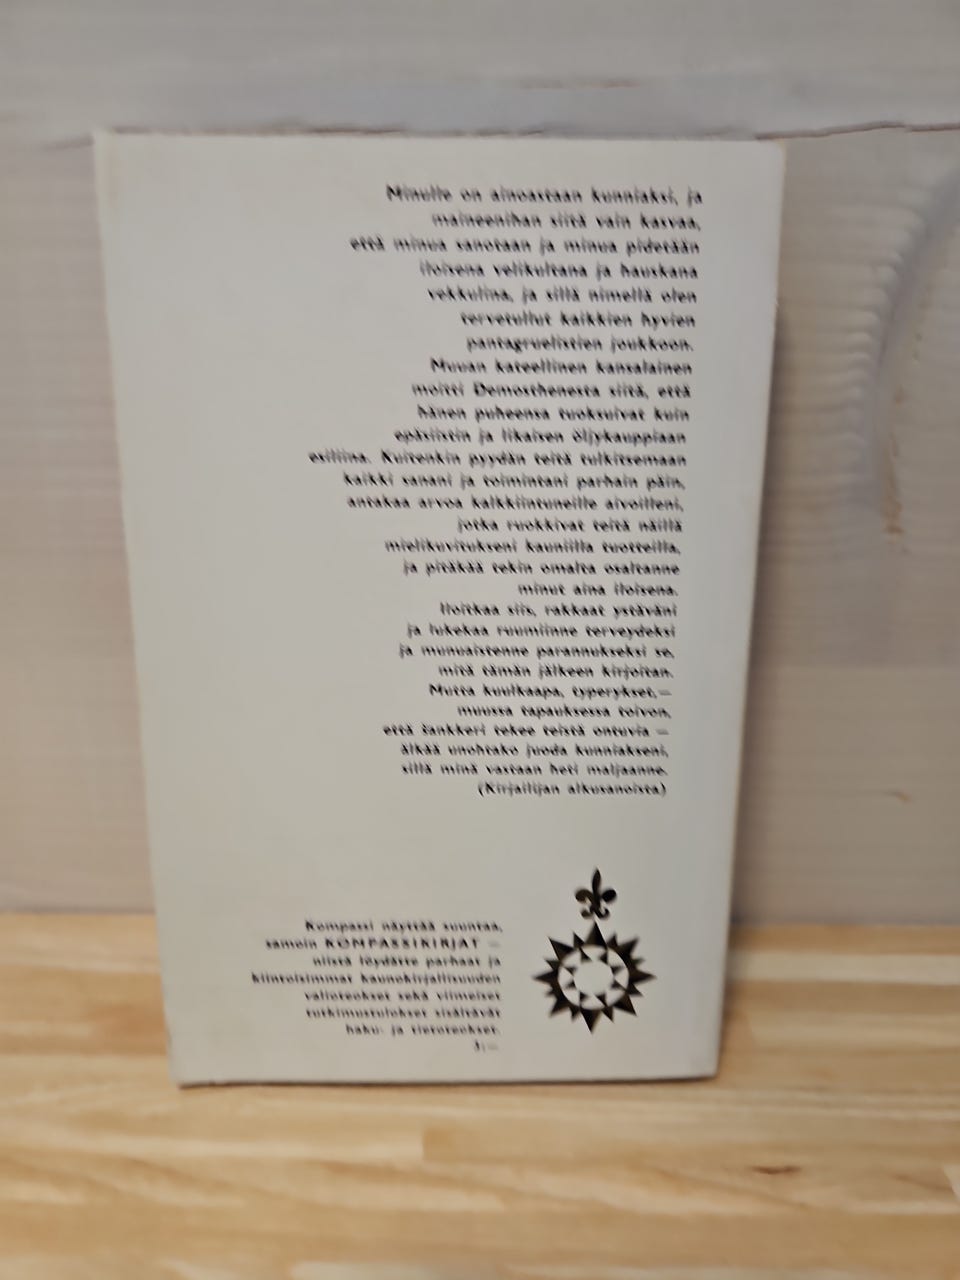 Minulle on ainoastaan kunniaksi, ja
maineenihan siitä vain kasvaa,
että minua sanotaan ja minua pidetään
iloisena velikultana ja hauskana
vekkulina, ja sillä nimellä olen
tervetullut kaikkien hyvien
pantagruelistien joukkoon.
Muuan kateellinen kansalainen
moitti Demosthenesta siitä, että
hänen puheensa tuoksuivat kuin
epäsiistin ja likaisen öljykauppiaan
esiliina. Kuitenkin pyydän teitä tulkitsemaan
kaikki sanani ja toimintani parhain päin,
antakaa arvoa kalkkiintuneille aivoilleni,
jotka ruokkivat teitä näillä
mielikuvitukseni kauniilla tuotteilla,
ja pitäkää tekin omalta osaltanne
minut aina iloisena.
Iloitkaa siis, rakkaat ystäväni
ja lukekaa ruumiinne terveydeksi
ja munuaistenne parannukseksi se,
mitä tämän jälkeen kirjoitan.
Mutta kuulkaapa, typerykset,—
muussa tapauksessa toivon,
että šankkeri tekee teistä ontuvia —
älkää unohtako juoda kunniakseni,
sillä minä vastaan heti maljaanne.
(Kirjailijan alkusanoista)
Kompassi näyttää suuntaa,
samoin KOMPASSIKIRJAT —
niistä löydätte parhaat ja
kiintoisimmat kaunokirjallisuuden
valioteokset sekä viimeiset
tutkimustulokset sisältävät
haku- ja tietoteokset.
3:—